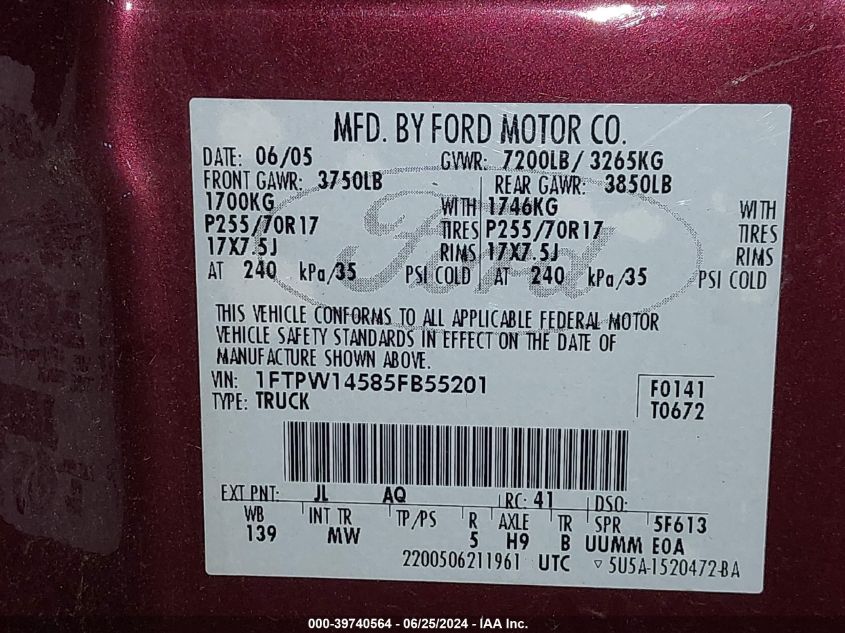 MFD. BY FORD MOTOR CO.
DATE: 06/05 GVWR: 7200LB/ 3265KG
FRONT GAWR: 3750LB REAR GAWR: 3850LB
1700KG WITH 1746KG WITH
P255/70R17 TIRES P255/70R17 TIRES
17X7.5J RIMS 17X7.5J RIMS
AT 240 kPa/35 PSI COLD AT 240 kPa/35 PSI COLD
Ford
THIS VEHICLE CONFORMS TO ALL APPLICABLE FEDERAL MOTOR
VEHICLE SAFETY STANDARDS IN EFFECT ON THE DATE OF
MANUFACTURE SHOWN ABOVE.
VIN: 1FTPW14585FB55201 F0141
TYPE: TRUCK T0672
EXT PNT: JL AQ RC: 41 DSO:
WB INT TR TP/PS R AXLE TR SPR 5F613
139 MW 5 H9 B UUMM E0A
2200506211961 UTC ▽ 5U5A-1520472-BA
000-39740564 - 06/25/2024 - IAA Inc.